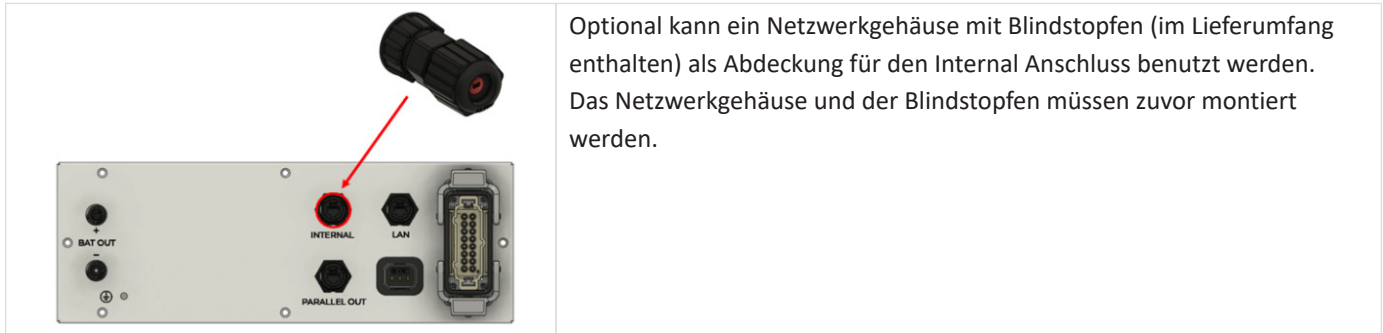 Optional kann ein Netzwerkgehäuse mit Blindstopfen (im Lieferumfang
enthalten) als Abdeckung für den Internal Anschluss benutzt werden.
Das Netzwerkgehäuse und der Blindstopfen müssen zuvor montiert
werden.
INTERNAL
LAN
+
BAT OUT
-
PARALLEL OUT